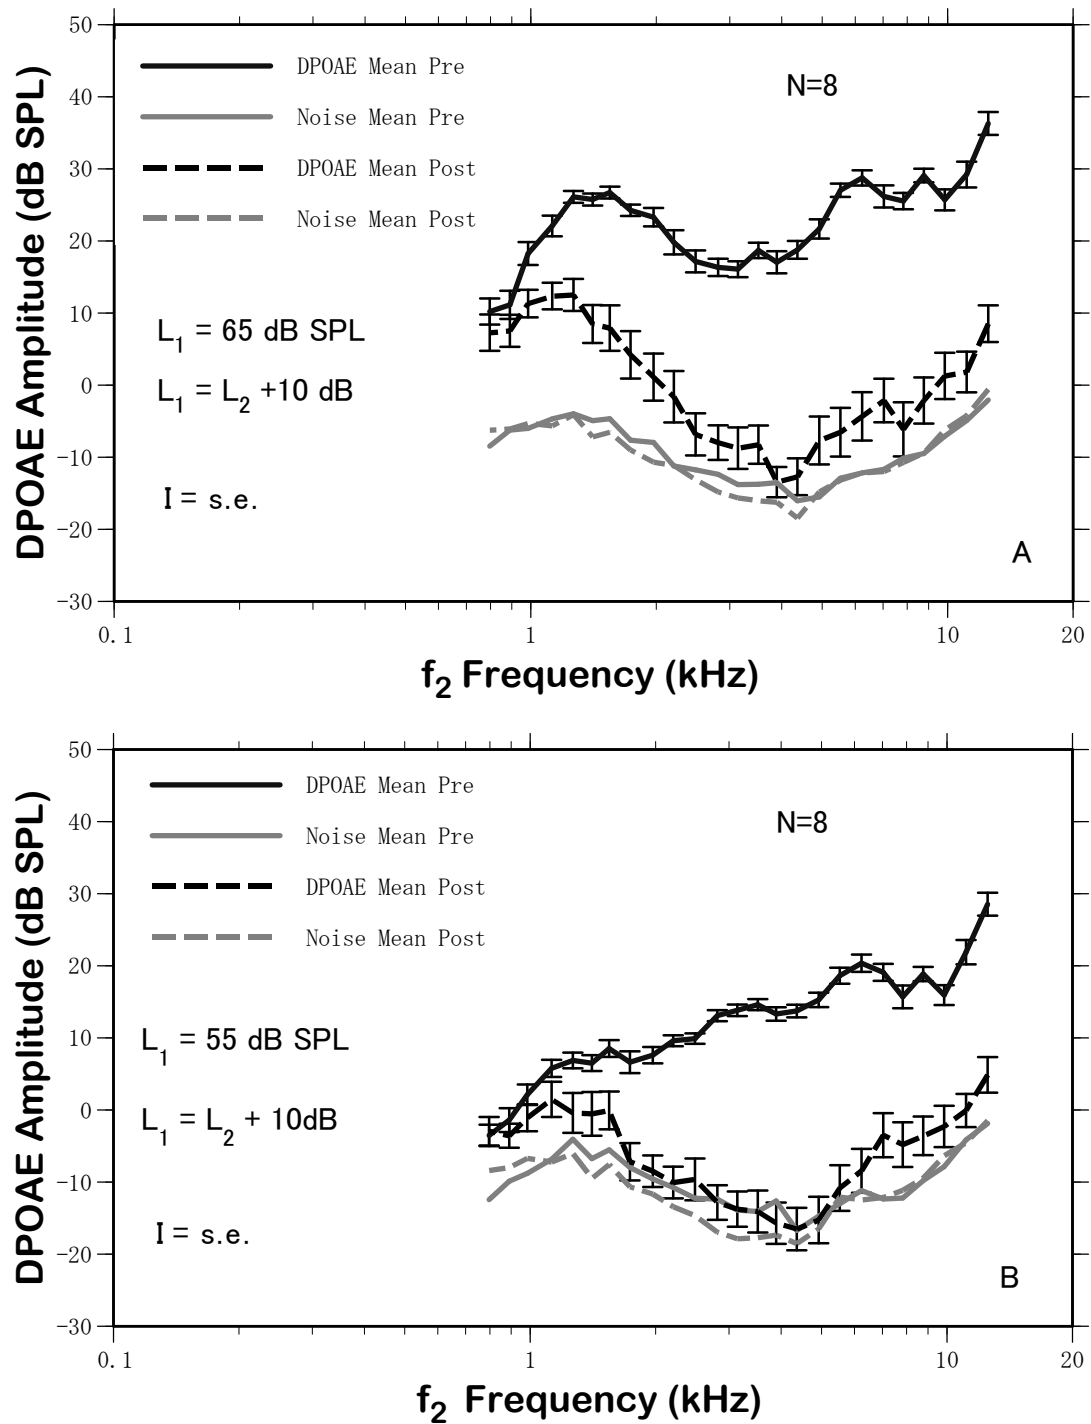 50
40
30
20
10
0
-10
-20
-30
DPOAE Amplitude (dB SPL)
DPOAE Mean Pre
Noise Mean Pre
DPOAE Mean Post
Noise Mean Post
N=8
L1 = 65 dB SPL
L1 = L2 +10 dB
I = s.e.
A
0.1 1 10 20
f2 Frequency (kHz)
50
40
30
20
10
0
-10
-20
-30
DPOAE Amplitude (dB SPL)
DPOAE Mean Pre
Noise Mean Pre
DPOAE Mean Post
Noise Mean Post
N=8
L1 = 55 dB SPL
L1 = L2 + 10dB
I = s.e.
B
0.1 1 10 20
f2 Frequency (kHz)